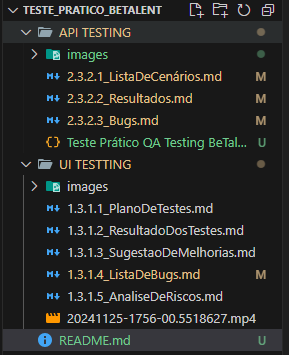 TESTE_PRATICO_BETALENT
API TESTING
images
2.3.2.1_ListaDeCenários.md M
2.3.2.2_Resultados.md M
2.3.2.3_Bugs.md M
{} Teste Prático QA Testing BeTal... U
UI TESTTING
images
1.3.1.1_PlanoDeTestes.md
1.3.1.2_ResultadoDosTestes.md
1.3.1.3_SugestaoDeMelhorias.md
1.3.1.4_ListaDeBugs.md M
1.3.1.5_AnaliseDeRiscos.md
20241125-1756-00.5518627.mp4
README.md U